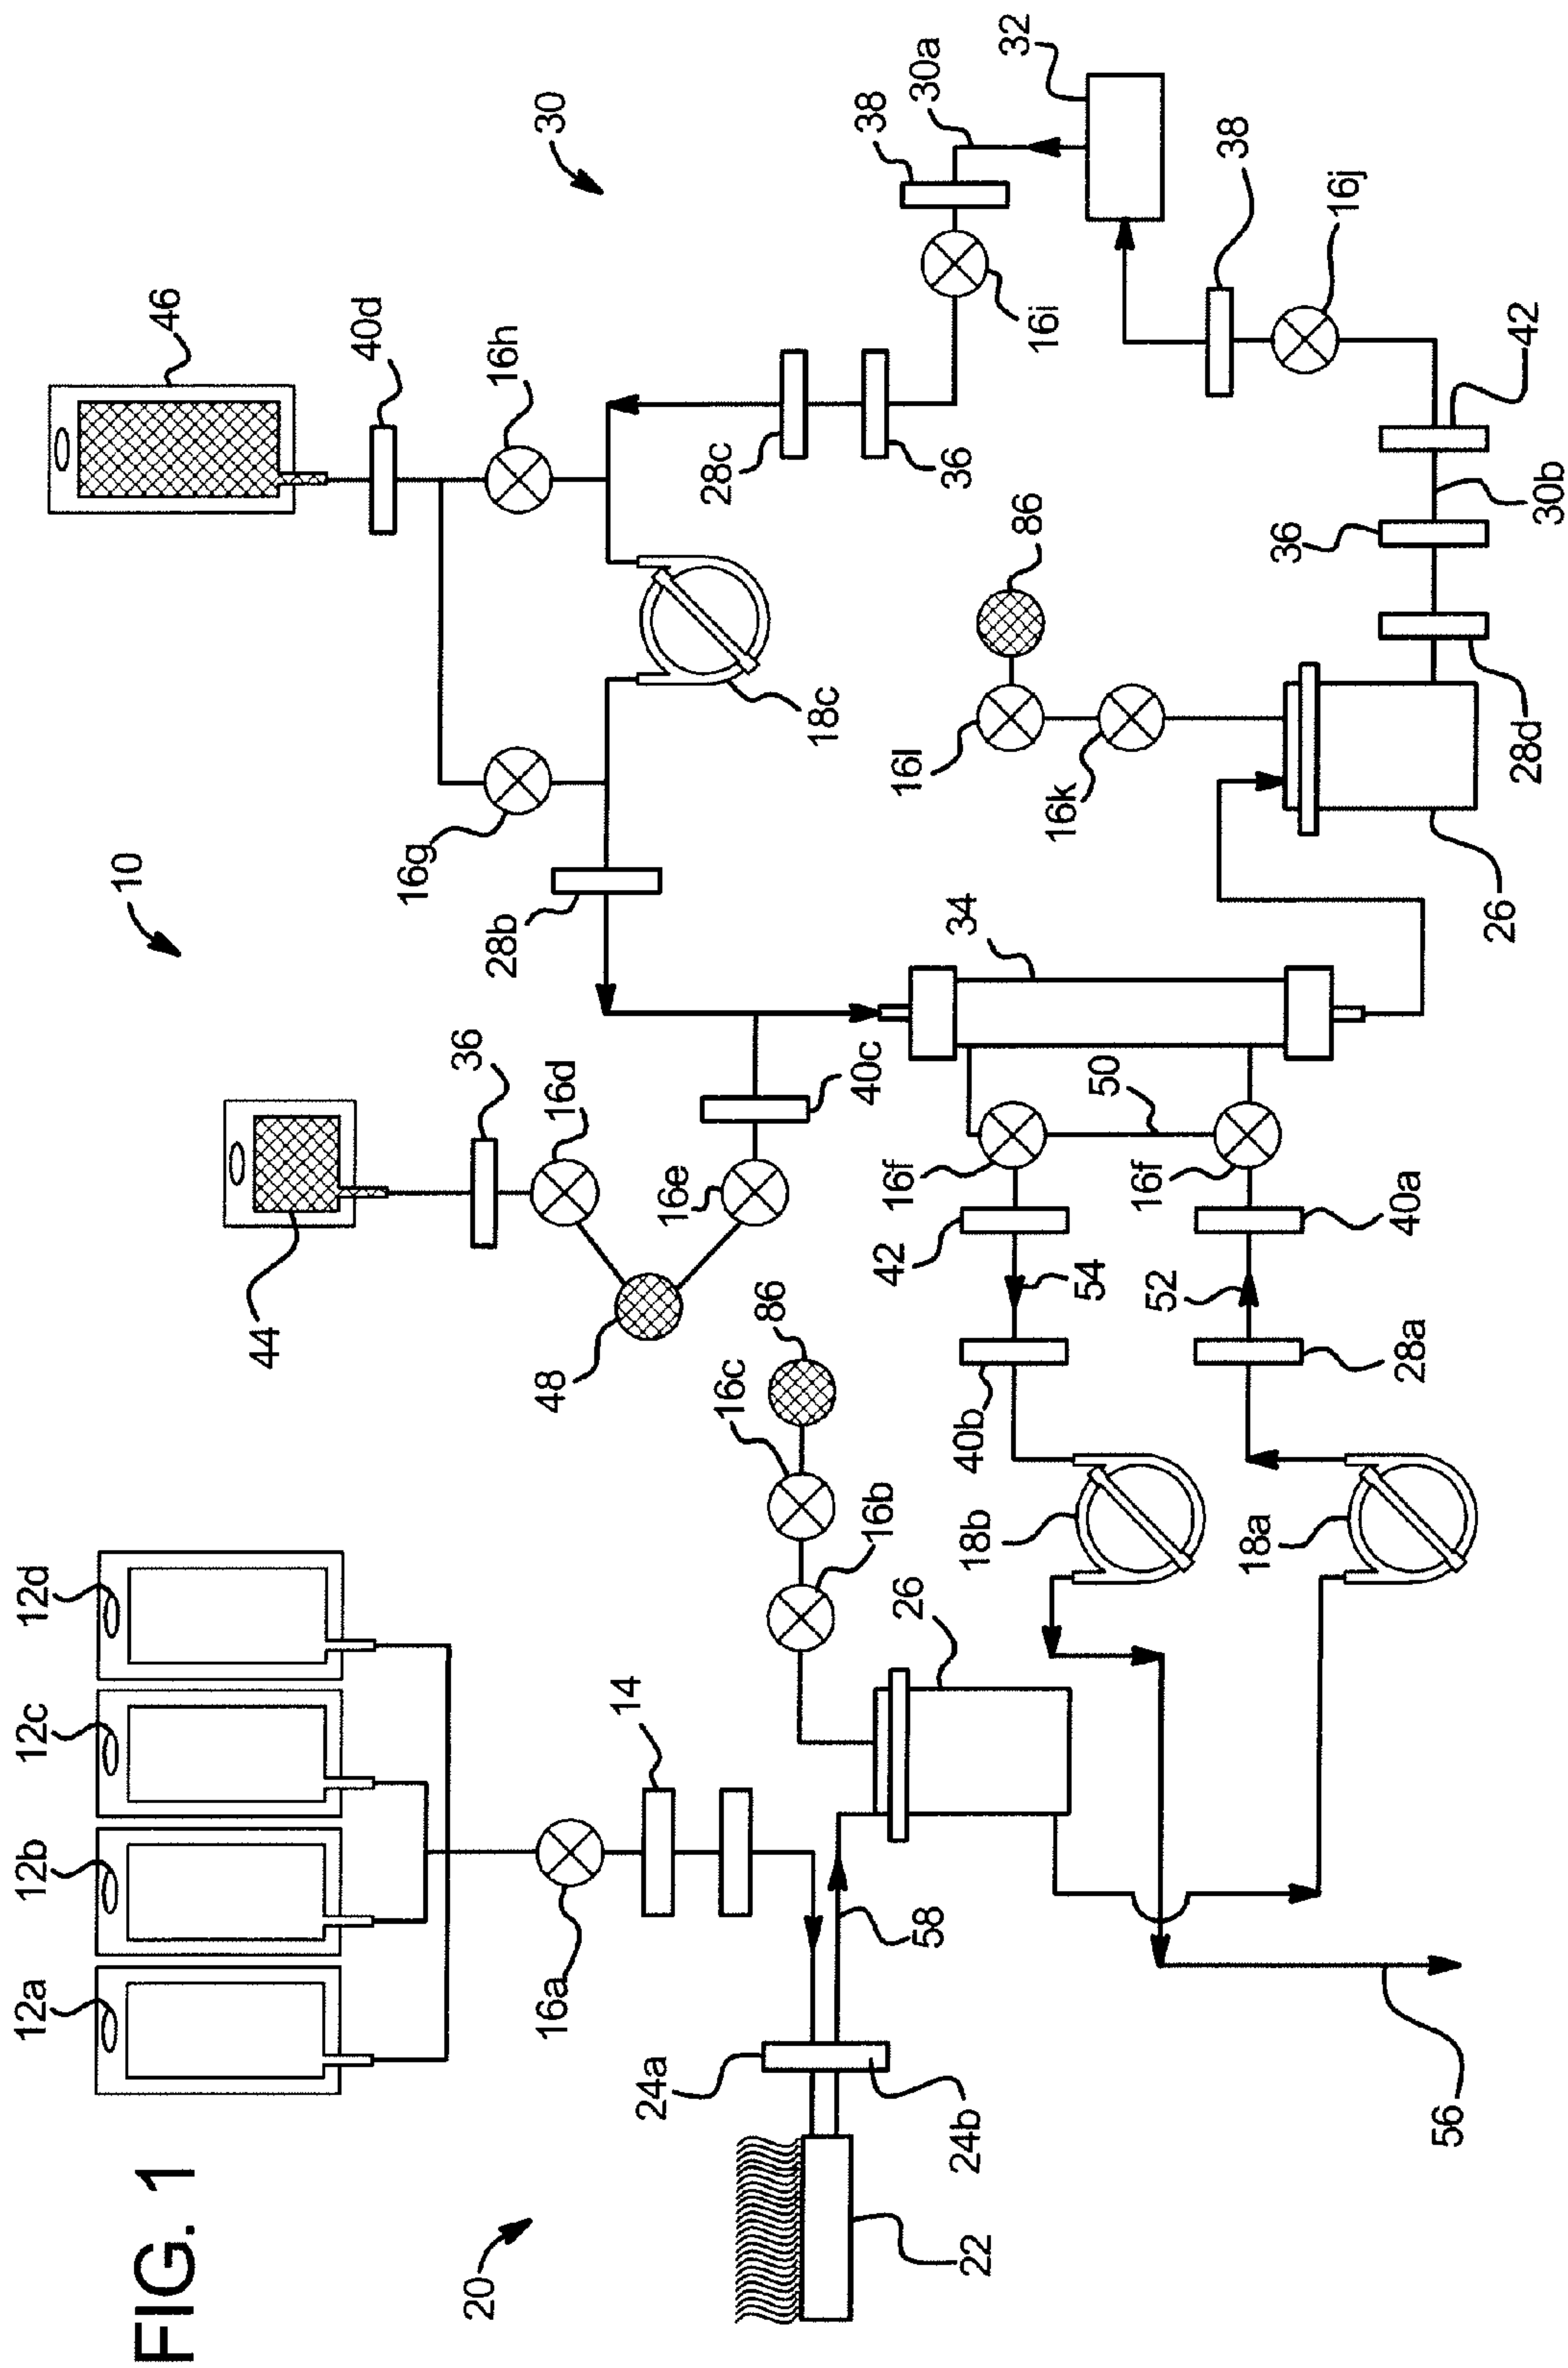 FIG. 1
10
20
30
12a
12b
12c
12d
44
46
40d
36
16d
16h
16g
28b
18c
28c
36
16i
38
30a
32
48
16e
40c
86
16c
16b
16a
14
24a
24b
22
58
26
42
54
40b
18b
16f
50
34
16f
40a
52
28a
18a
56
86
16l
16k
26
28d
36
30b
42
16j
38